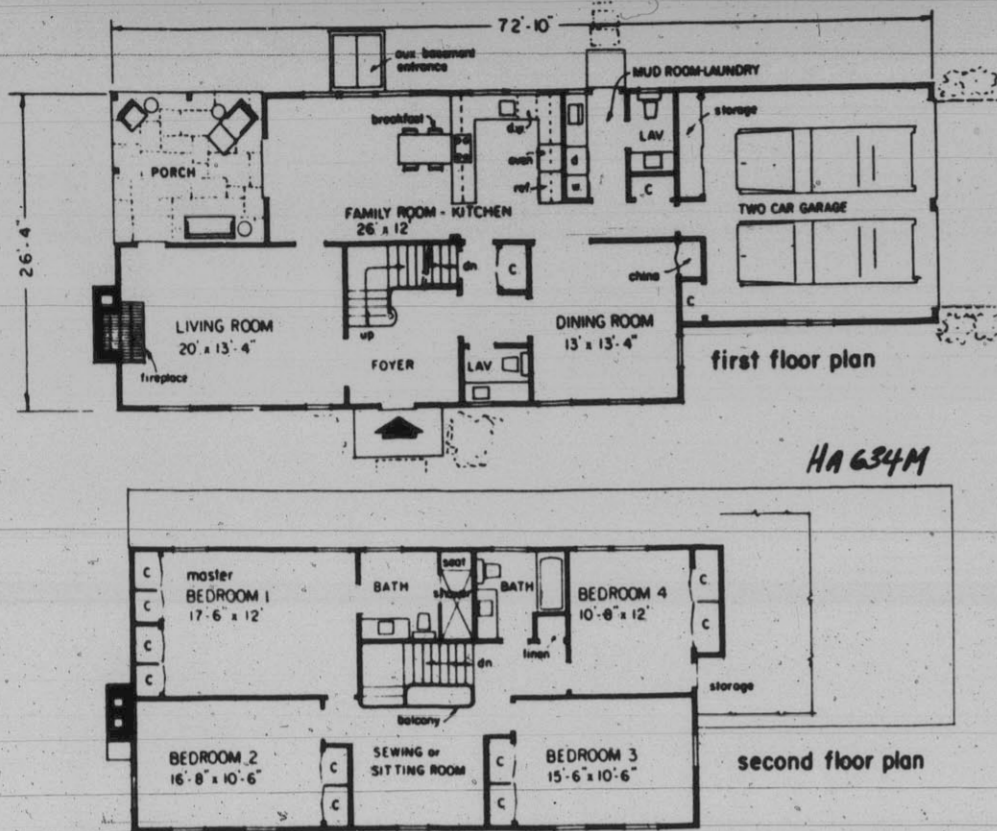 72'-10"
aux. basement
entrance
MUD ROOM-LAUNDRY
storage
breakfast
d.w.
LAV
PORCH
oven
d
ref.
w.
C
26'-4"
FAMILY ROOM - KITCHEN
26' x 12'
TWO CAR GARAGE
dn
C
china
C
LIVING ROOM
20' x 13'-4"
up
DINING ROOM
13' x 13'-4"
fireplace
FOYER
LAV
first floor plan
HA 634M
C
C
C
C
master
BEDROOM 1
17'-6" x 12'
BATH
seat
shower
BATH
BEDROOM 4
10'-8" x 12'
C
C
linen
dn
storage
balcony
BEDROOM 2
16'-8" x 10'-6"
C
C
SEWING or
SITTING ROOM
C
C
BEDROOM 3
15'-6" x 10'-6"
second floor plan